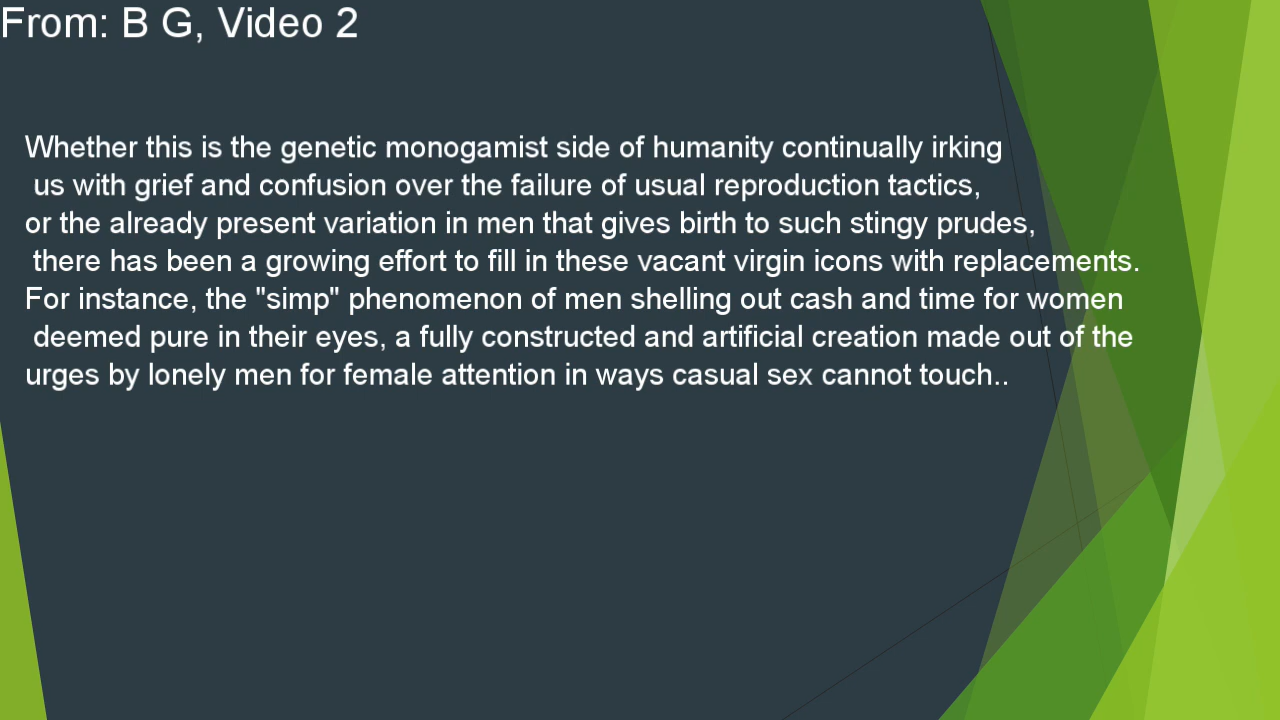 From: B G, Video 2
Whether this is the genetic monogamist side of humanity continually irking
us with grief and confusion over the failure of usual reproduction tactics,
or the already present variation in men that gives birth to such stingy prudes,
there has been a growing effort to fill in these vacant virgin icons with replacements.
For instance, the "simp" phenomenon of men shelling out cash and time for women
deemed pure in their eyes, a fully constructed and artificial creation made out of the
urges by lonely men for female attention in ways casual sex cannot touch..